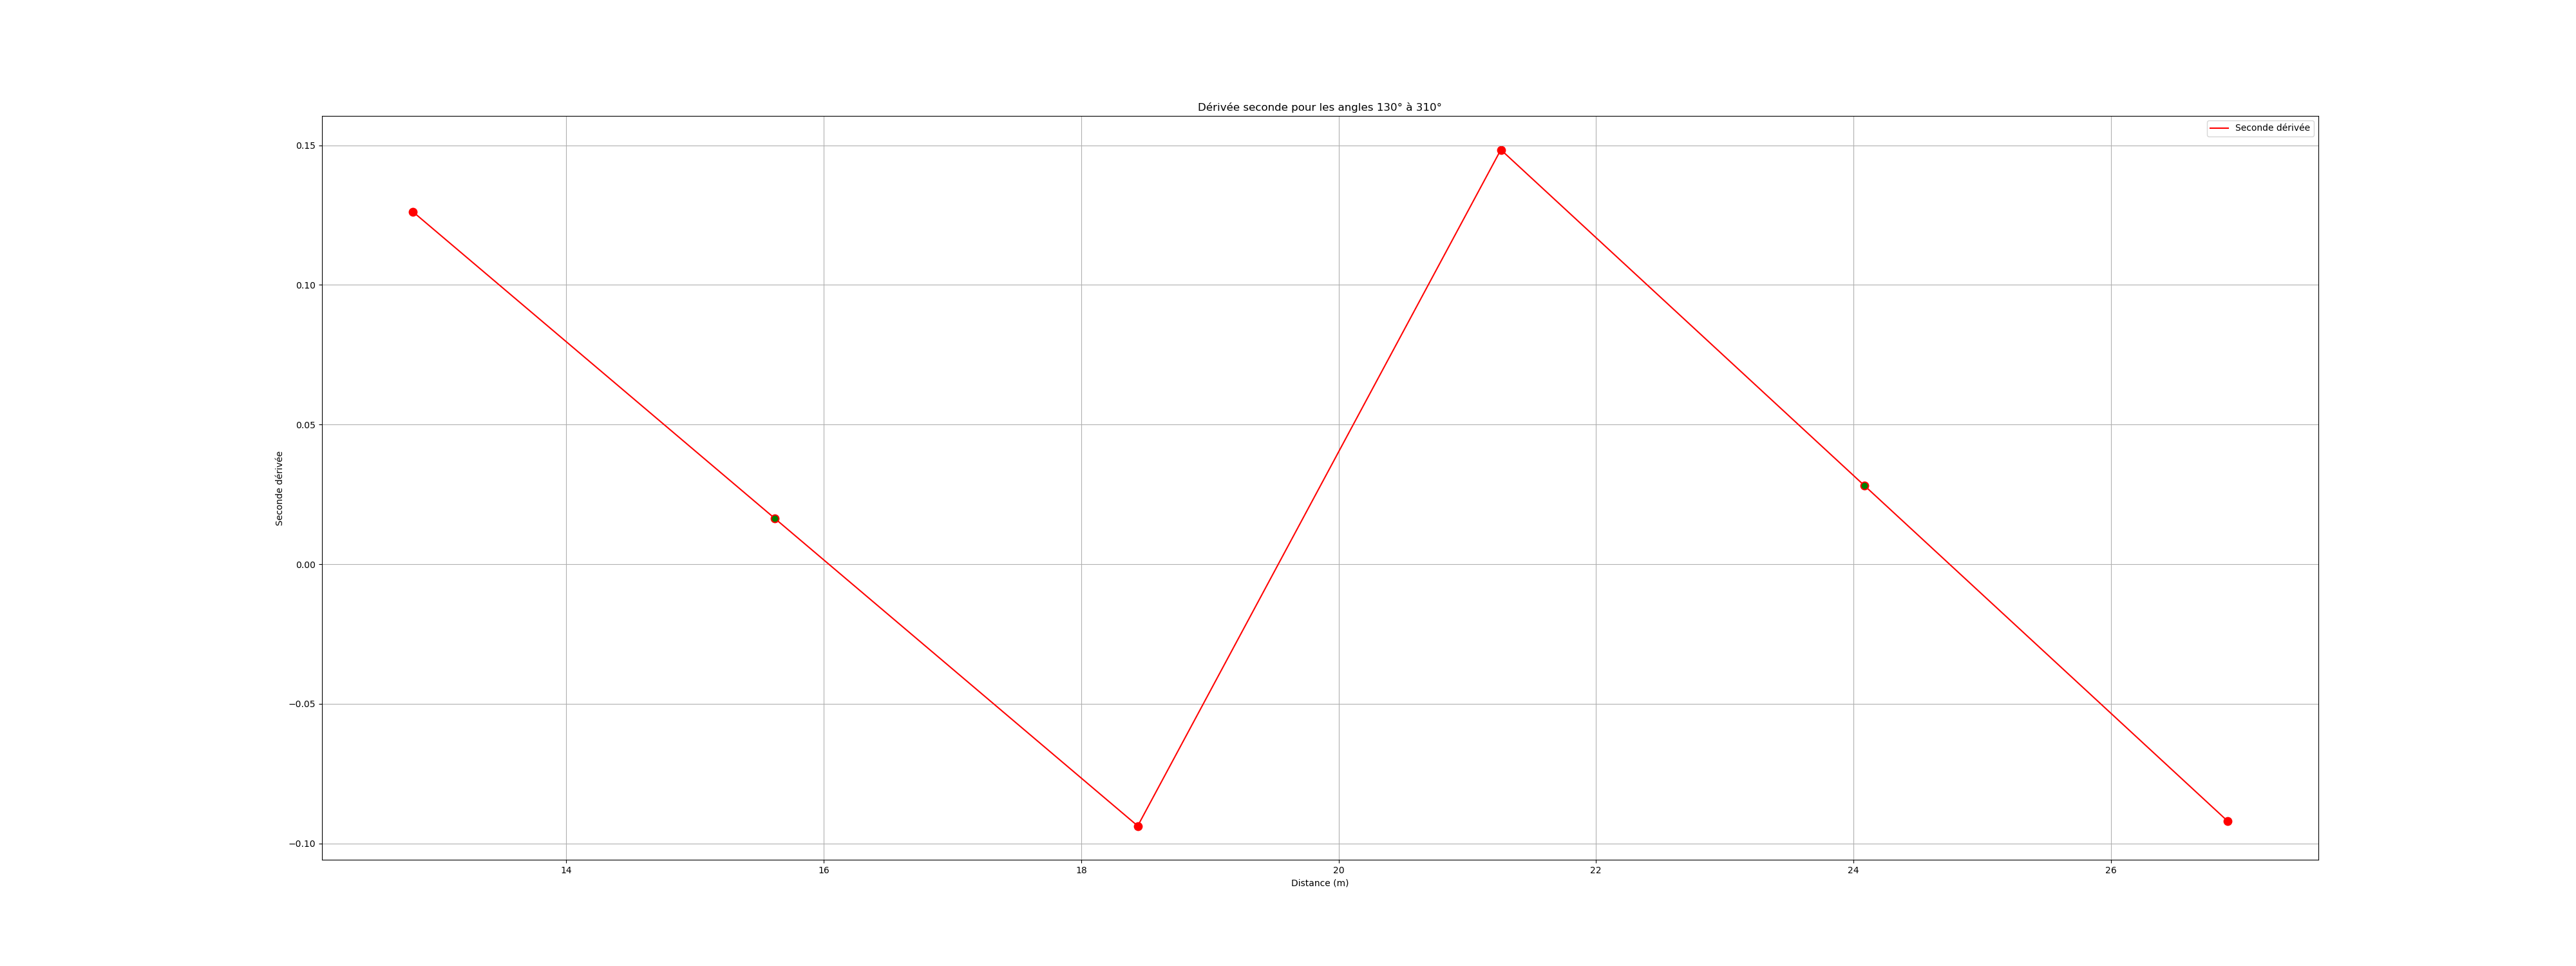 Dérivée seconde pour les angles 130° à 310°
Seconde dérivée
0.15
0.10
0.05
0.00
−0.05
−0.10
Seconde dérivée
14 16 18 20 22 24 26
Distance (m)